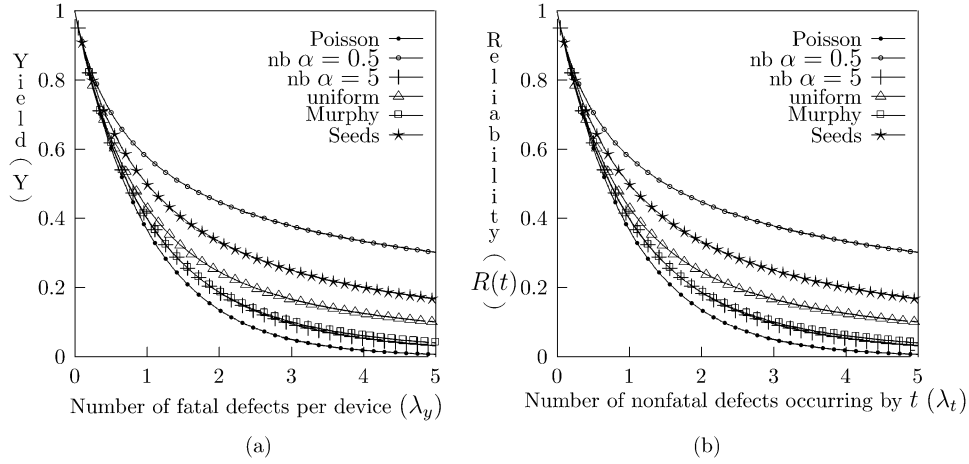 1
0.8
0.6
0.4
0.2
0
0 1 2 3 4 5
Yield (Y)
Poisson
nb α = 0.5
nb α = 5
uniform
Murphy
Seeds
Number of fatal defects per device (λ_y)
(a)
1
0.8
0.6
0.4
0.2
0
0 1 2 3 4 5
Reliability (R(t))
Poisson
nb α = 0.5
nb α = 5
uniform
Murphy
Seeds
Number of nonfatal defects occurring by t (λ_t)
(b)